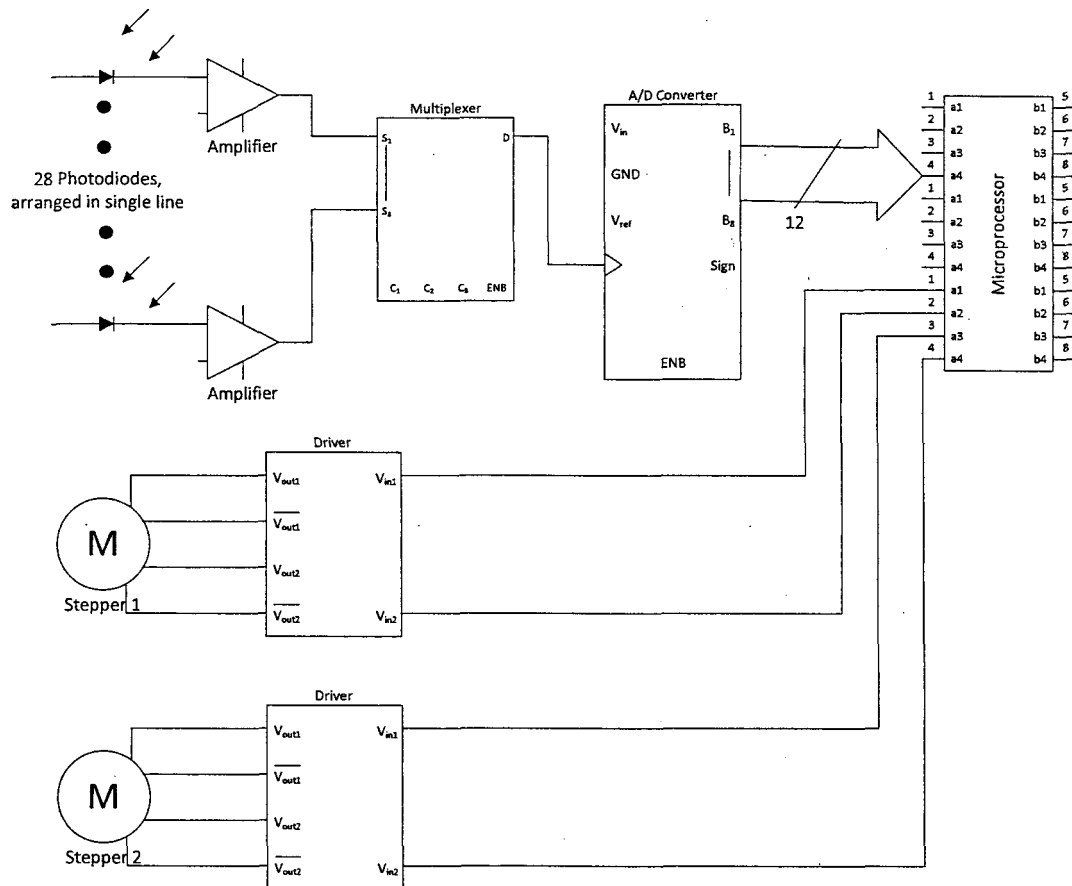 Amplifier
28 Photodiodes,
arranged in single line
Amplifier
Multiplexer
S1
D
S8
C1 C2 C8 ENB
A/D Converter
Vin
B1
GND
Vref
B8
Sign
ENB
12
Microprocessor
1 a1 b1 5
2 a2 b2 6
3 a3 b3 7
4 a4 b4 8
1 a1 b1 5
2 a2 b2 6
3 a3 b3 7
4 a4 b4 8
1 a1 b1 5
2 a2 b2 6
3 a3 b3 7
4 a4 b4 8
Driver
Vout1
Vin1
Vout1
Vout2
Vout2
Vin2
M
Stepper 1
Driver
Vout1
Vin1
Vout1
Vout2
Vout2
Vin2
M
Stepper 2